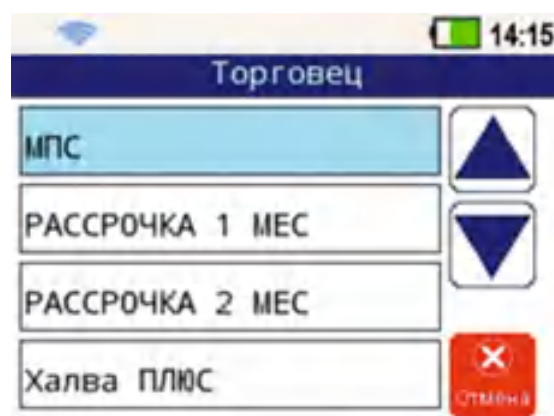 14:15
Торговец
МПС
РАССРОЧКА 1 МЕС
РАССРОЧКА 2 МЕС
Халва ПЛЮС
Отмена